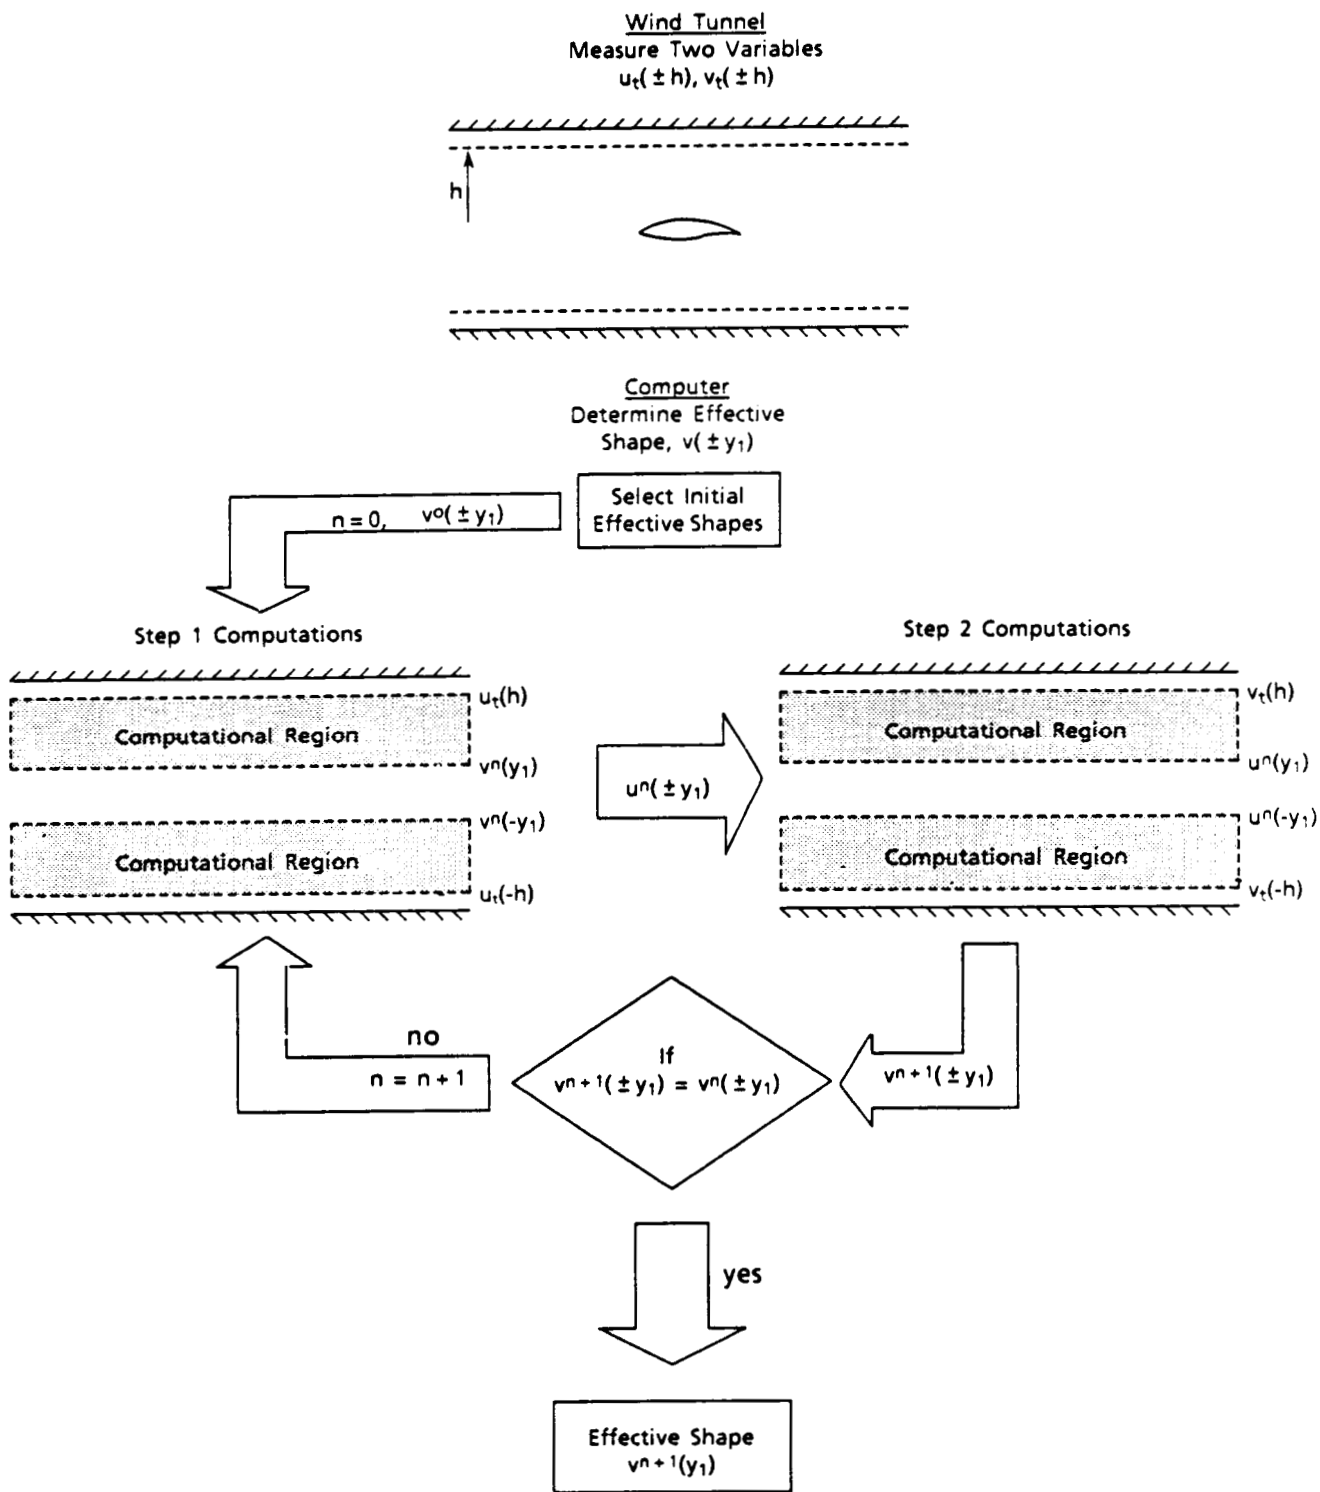 Wind Tunnel
Measure Two Variables
uₜ( ± h), vₜ( ± h)
h
Computer
Determine Effective
Shape, v( ± y₁)
Select Initial
Effective Shapes
n = 0, v⁰( ± y₁)
Step 1 Computations
Step 2 Computations
uₜ(h)
Computational Region
vⁿ(y₁)
vⁿ(-y₁)
Computational Region
uₜ(-h)
uⁿ( ± y₁)
vₜ(h)
Computational Region
uⁿ(y₁)
uⁿ(-y₁)
Computational Region
vₜ(-h)
no
n = n + 1
If
vⁿ⁺¹( ± y₁) = vⁿ( ± y₁)
vⁿ⁺¹( ± y₁)
yes
Effective Shape
vⁿ⁺¹(y₁)